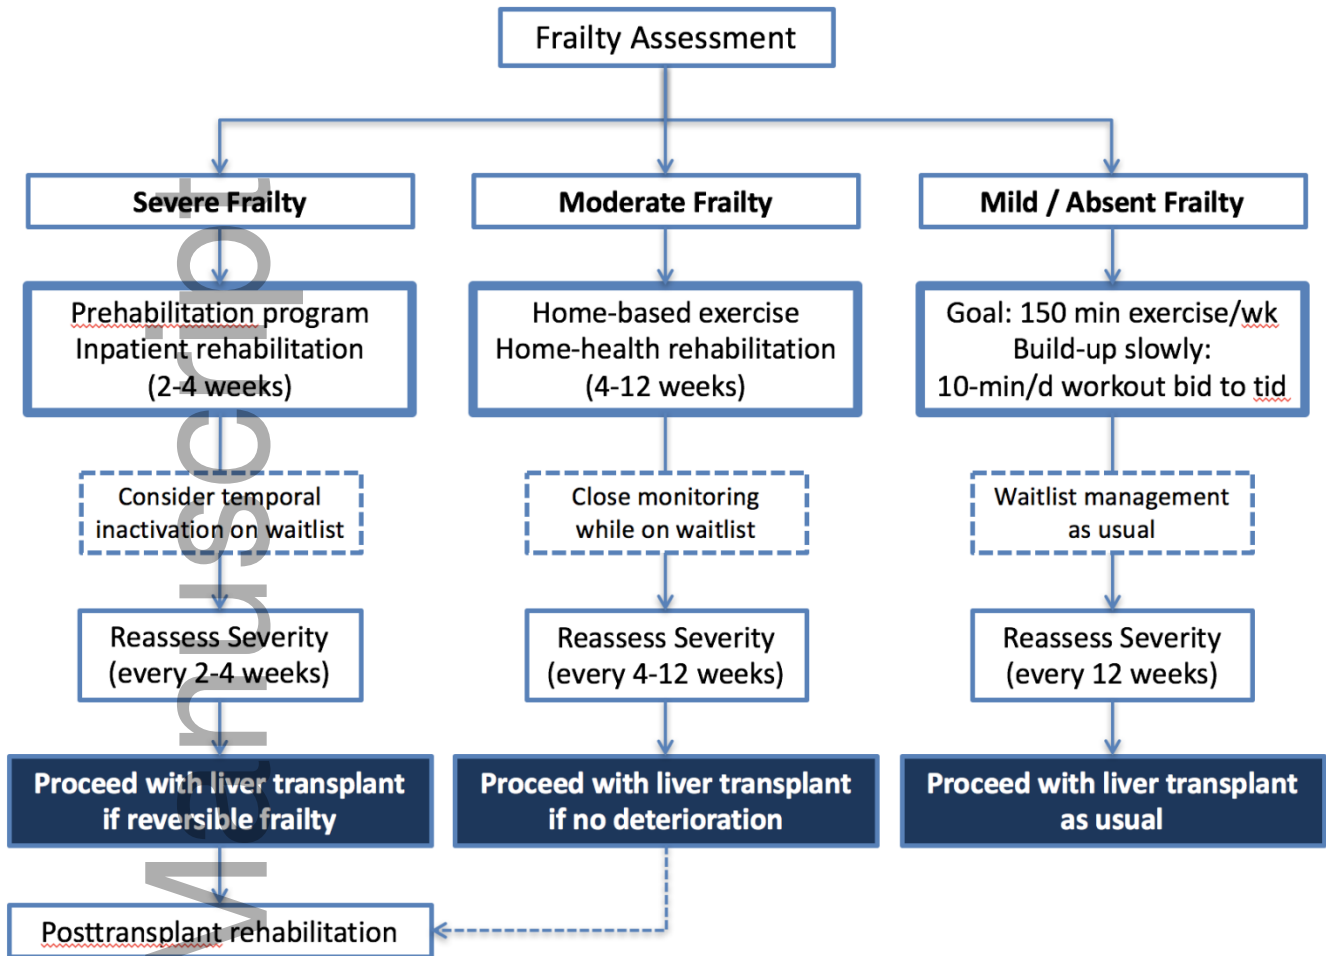 Frailty Assessment
Severe Frailty
Moderate Frailty
Mild / Absent Frailty
Prehabilitation program
Inpatient rehabilitation
(2-4 weeks)
Home-based exercise
Home-health rehabilitation
(4-12 weeks)
Goal: 150 min exercise/wk
Build-up slowly:
10-min/d workout bid to tid
Consider temporal
inactivation on waitlist
Close monitoring
while on waitlist
Waitlist management
as usual
Reassess Severity
(every 2-4 weeks)
Reassess Severity
(every 4-12 weeks)
Reassess Severity
(every 12 weeks)
Proceed with liver transplant
if reversible frailty
Proceed with liver transplant
if no deterioration
Proceed with liver transplant
as usual
Posttransplant rehabilitation
Manuscript